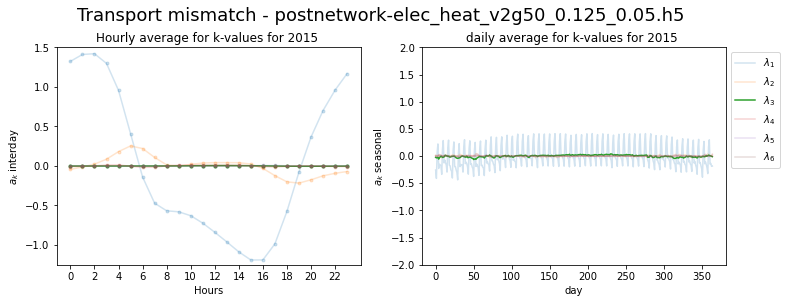 Transport mismatch - postnetwork-elec_heat_v2g50_0.125_0.05.h5
Hourly average for k-values for 2015
1.5
1.0
0.5
0.0
−0.5
−1.0
a_k interday
0 2 4 6 8 10 12 14 16 18 20 22
Hours
daily average for k-values for 2015
2.0
1.5
1.0
0.5
0.0
−0.5
−1.0
−1.5
−2.0
a_k seasonal
0 50 100 150 200 250 300 350
day
λ1
λ2
λ3
λ4
λ5
λ6